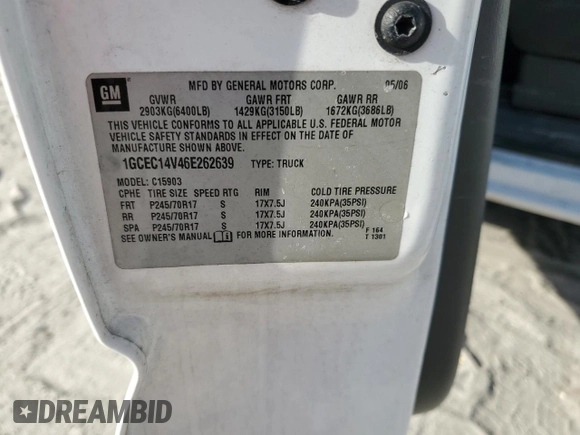 GM
MFD BY GENERAL MOTORS CORP. 05/06
GVWR GAWR FRT GAWR RR
2903KG(6400LB) 1429KG(3150LB) 1672KG(3686LB)
THIS VEHICLE CONFORMS TO ALL APPLICABLE U.S. FEDERAL MOTOR
VEHICLE SAFETY STANDARDS IN EFFECT ON THE DATE OF
MANUFACTURE SHOWN ABOVE.
1GCEC14V46E262639 TYPE: TRUCK
MODEL: C15903
CPHE TIRE SIZE SPEED RTG RIM COLD TIRE PRESSURE
FRT P245/70R17 S 17X7.5J 240KPA(35PSI)
RR P245/70R17 S 17X7.5J 240KPA(35PSI)
SPA P245/70R17 S 17X7.5J 240KPA(35PSI)
SEE OWNER'S MANUAL FOR MORE INFORMATION. F 164
T 1381
DREAMBID